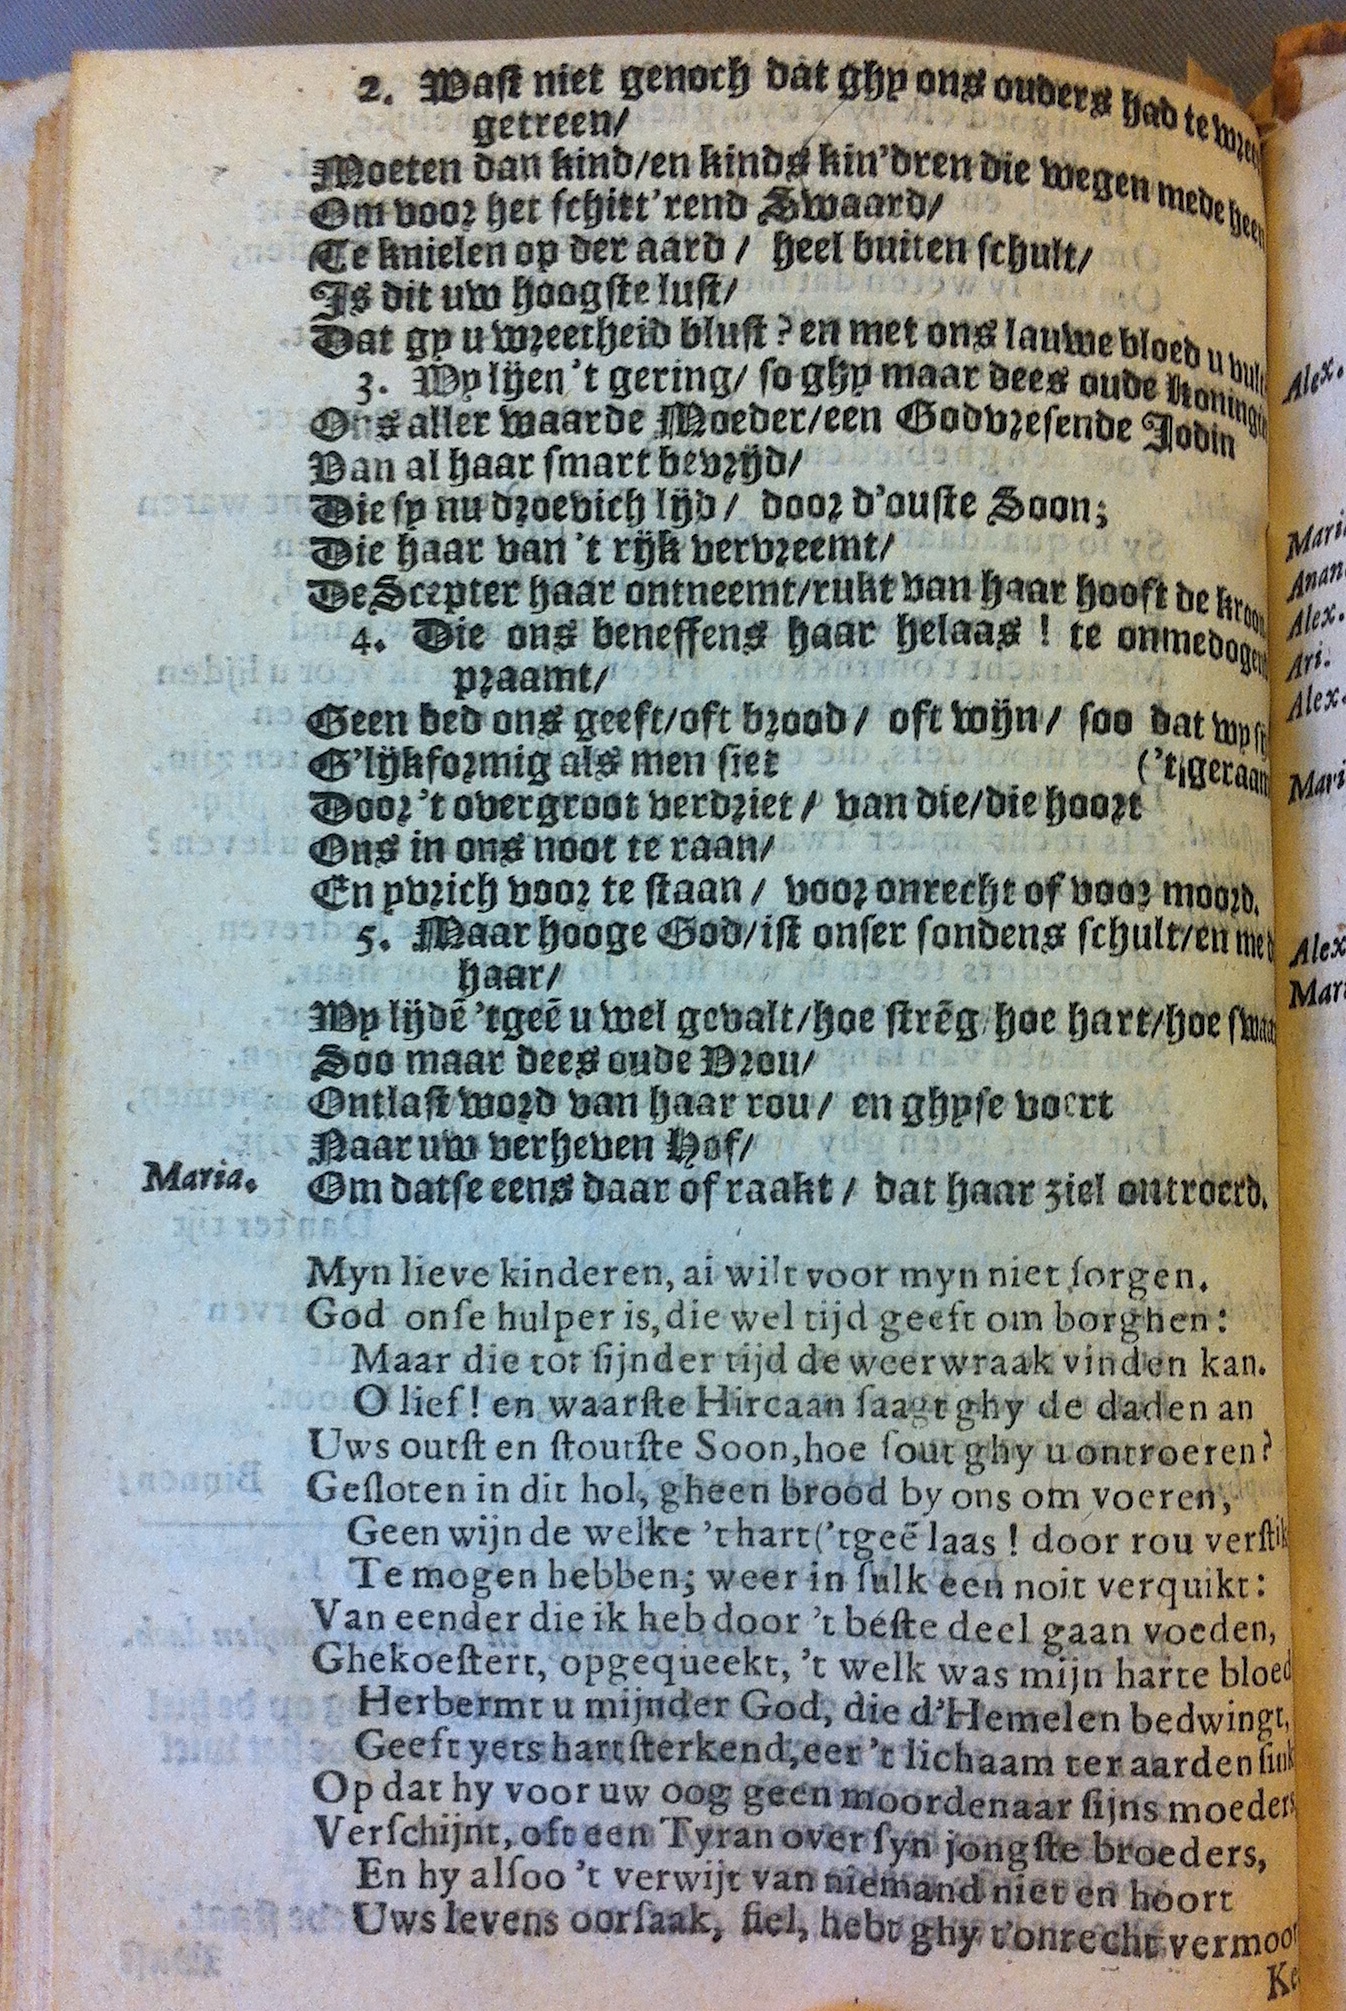 2. Wast niet genoch dat ghy ons ouders had te
getreen/
Moeten dan kind/en kinds kin'dren die wegen mede heen
Om voor het schitt'rend Swaard/
Te knielen op der aard / heel buiten schult/
Is dit uw hoogste lust/
Dat gy u wreetheid blust? en met ons lauwe bloed u
3. Wy lijen 't gering/ so ghy maar dees oude
Ons aller waarde Moeder/een Godvresende Jodin
Van al haar smart bevrijd/
Die sy nu droevich lijd / door d'ouste Soon;
Die haar van 't rijk vervreemt/
De Scepter haar ontneemt/rukt van haar hooft de
4. Die ons beneffens haar helaas! te
praamt/
Geen bed ons geeft/oft brood / oft wijn / soo dat wy
G'lijkformig als men siet ('t geraamt
Door 't overgroot verdriet / van die/die hoort
Ons in ons noot te raan/
En yvrich voor te staan / voor onrecht of voor moord.
5. Maar hooge God/ist onser sondens schult/en
haar/
Wy lijdē 'tgeē u wel gevalt/hoe strēg/hoe hart/hoe
Soo maar dees oude Vrou/
Ontlast word van haar rou / en ghyse voert
Naar uw verheven Hof/
Maria. Om datse eens daar of raakt / dat haar ziel ontroerd.
Myn lieve kinderen, ai wilt voor myn niet sorgen.
God onse hulper is, die wel tijd geeft om borghen:
Maar die tot sijnder tijd de weerwraak vinden kan.
O lief! en waarste Hircaan saagt ghy de daden an
Uws outst en stoutste Soon, hoe sout ghy u ontroeren?
Gesloten in dit hol, gheen brood by ons om voeren,
Geen wijn de welke 't hart ('tgeē laas! door rou
Te mogen hebben; weer in sulk een noit verquikt:
Van eender die ik heb door 't beste deel gaan voeden,
Ghekoestert, opgequeekt, 't welk was mijn harte
Herbermt u mijnder God, die d'Hemelen bedwingt,
Geeft yets hartsterkend, eer 't lichaam ter aarden
Op dat hy voor uw oog geen moordenaar sijns moeders
Verschijnt, oft een Tyran over syn jongste broeders,
En hy alsoo 't verwijt van niemand niet en hoort
Uws levens oorsaak, siel, hebt ghy t'onrecht
Alex.
Maria
Anan
Alex.
Ari.
Alex.
Mari
Alex
Mari